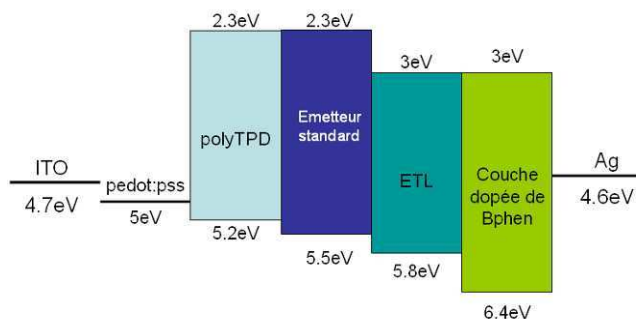 2.3eV
2.3eV
3eV
3eV
polyTPD
Emetteur
standard
ITO
4.7eV
pedot:pss
5eV
ETL
Couche
dopée de
Bphen
Ag
4.6eV
5.2eV
5.5eV
5.8eV
6.4eV